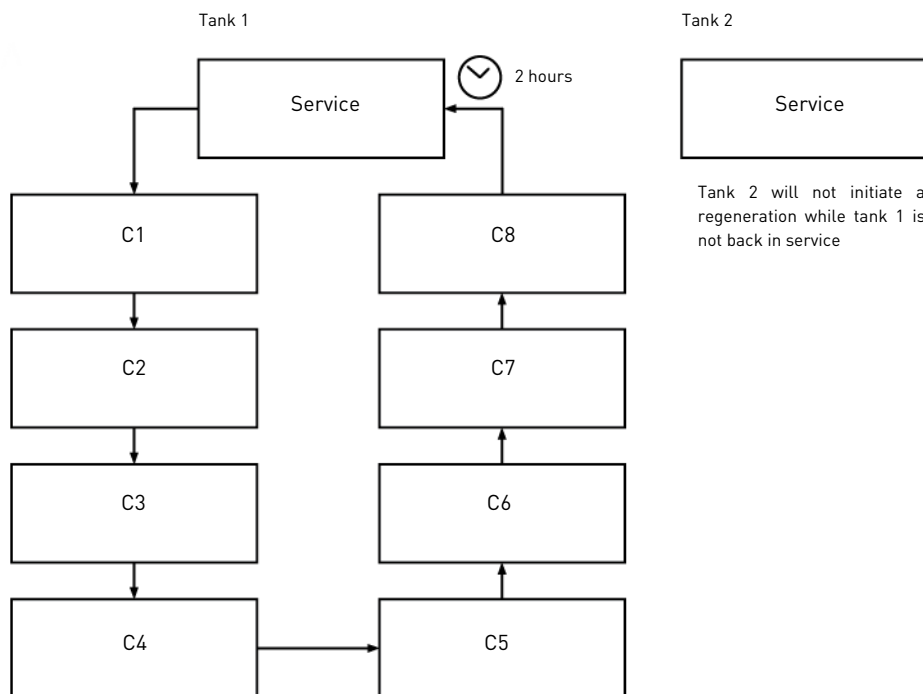 Tank 1
Tank 2
Service
2 hours
Service
Tank 2 will not initiate a
regeneration while tank 1 is
not back in service
C1
C8
C2
C7
C3
C6
C4
C5